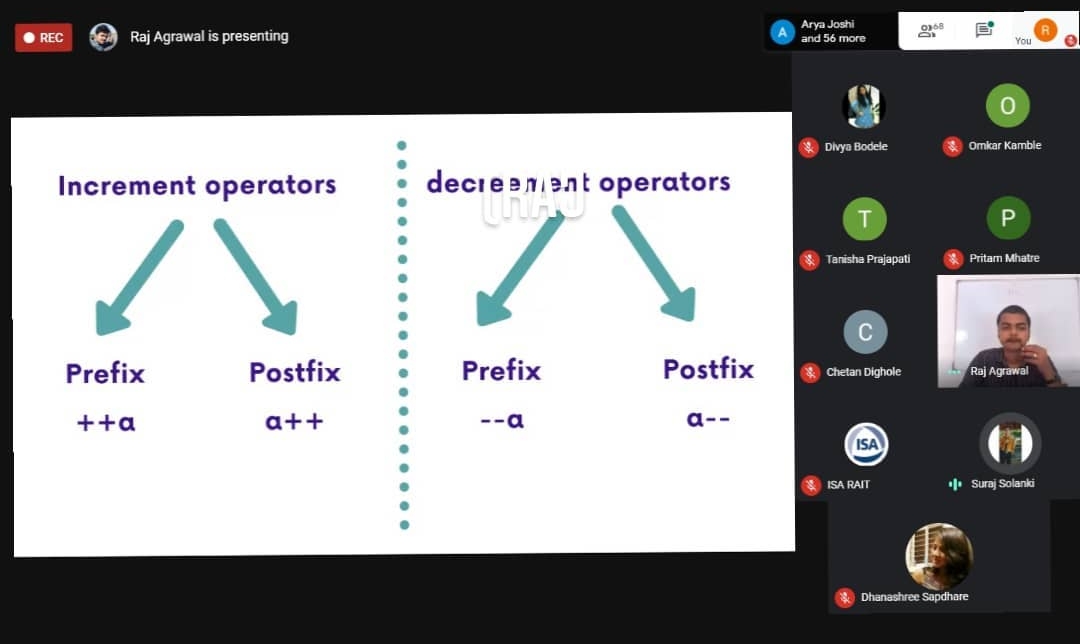 REC
Raj Agrawal is presenting
A
Arya Joshi
and 56 more
68
You
R
Increment operators
decreement operators
(RAJ
Prefix
Postfix
Prefix
Postfix
++a
a++
--a
a--
Divya Bodele
O
Omkar Kamble
T
Tanisha Prajapati
P
Pritam Mhatre
C
Chetan Dighole
Raj Agrawal
ISA
ISA RAIT
Suraj Solanki
Dhanashree Sapdhare